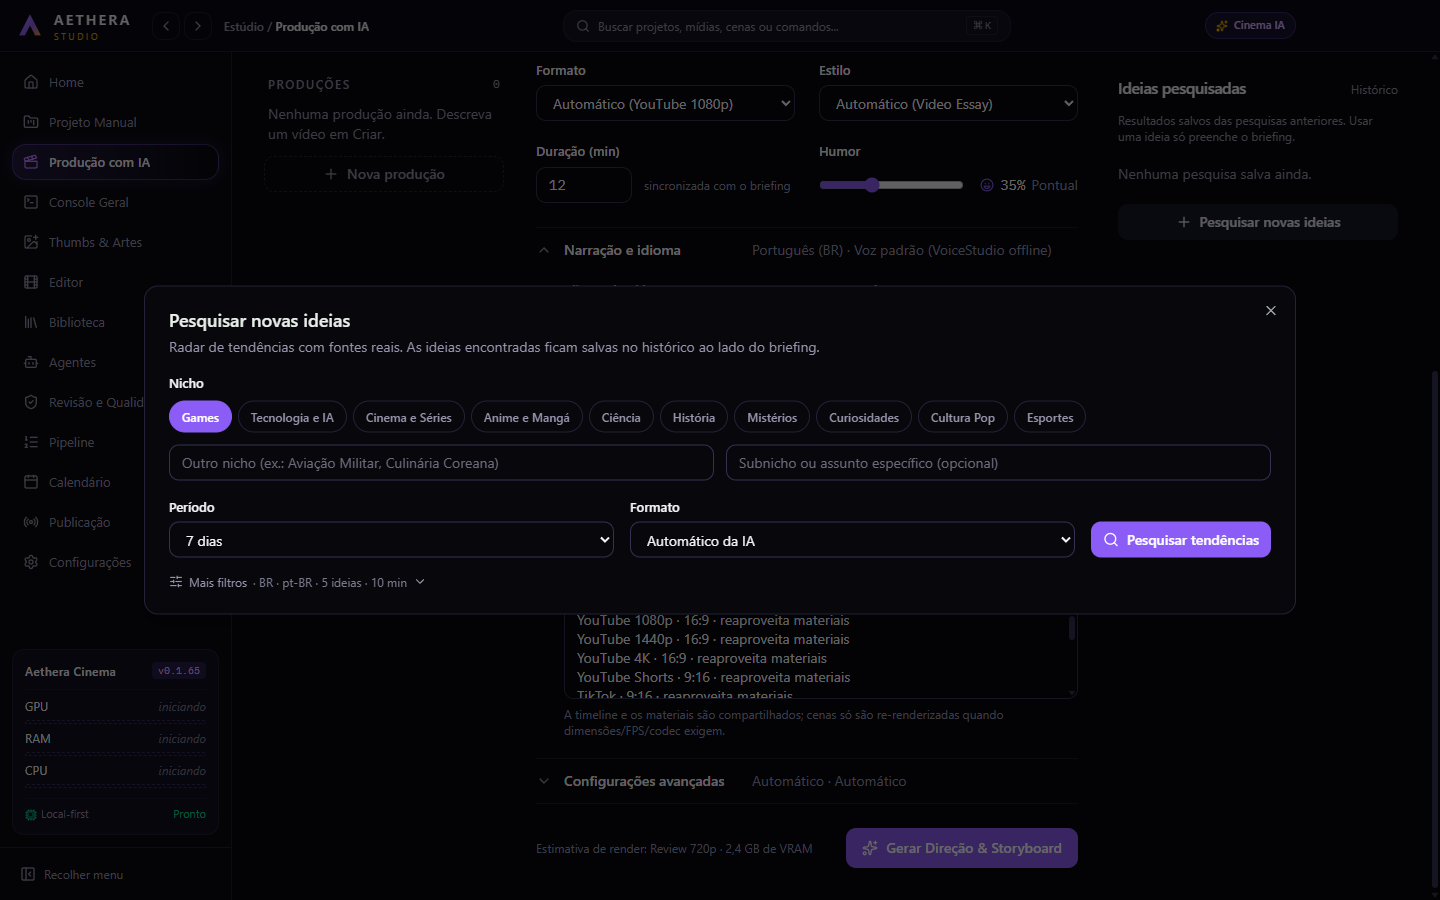 AETHERA
STUDIO
Estúdio / Produção com IA
Buscar projetos, mídias, cenas ou comandos...
⌘ K
Cinema IA
Home
Projeto Manual
Produção com IA
Console Geral
Thumbs & Artes
Editor
Biblioteca
Agentes
Revisão e Qualid
Pipeline
Calendário
Publicação
Configurações
Aethera Cinema
v0.1.65
GPU
iniciando
RAM
iniciando
CPU
iniciando
Local-first
Pronto
Recolher menu
PRODUÇÕES
0
Nenhuma produção ainda. Descreva
um vídeo em Criar.
Nova produção
Formato
Estilo
Automático (YouTube 1080p)
Automático (Video Essay)
Duração (min)
Humor
12
sincronizada com o briefing
35% Pontual
Narração e idioma
Português (BR) · Voz padrão (VoiceStudio offline)
Ideias pesquisadas
Histórico
Resultados salvos das pesquisas anteriores. Usar
uma ideia só preenche o briefing.
Nenhuma pesquisa salva ainda.
Pesquisar novas ideias
Pesquisar novas ideias
Radar de tendências com fontes reais. As ideias encontradas ficam salvas no histórico ao lado do briefing.
Nicho
Games
Tecnologia e IA
Cinema e Séries
Anime e Mangá
Ciência
História
Mistérios
Curiosidades
Cultura Pop
Esportes
Outro nicho (ex.: Aviação Militar, Culinária Coreana)
Subnicho ou assunto específico (opcional)
Período
Formato
7 dias
Automático da IA
Pesquisar tendências
Mais filtros · BR · pt-BR · 5 ideias · 10 min
YouTube 1080p · 16:9 · reaproveita materiais
YouTube 1440p · 16:9 · reaproveita materiais
YouTube 4K · 16:9 · reaproveita materiais
YouTube Shorts · 9:16 · reaproveita materiais
TikTok · 9:16 · reaproveita materiais
A timeline e os materiais são compartilhados; cenas só são re-renderizadas quando
dimensões/FPS/codec exigem.
Configurações avançadas
Automático · Automático
Estimativa de render: Review 720p · 2,4 GB de VRAM
Gerar Direção & Storyboard